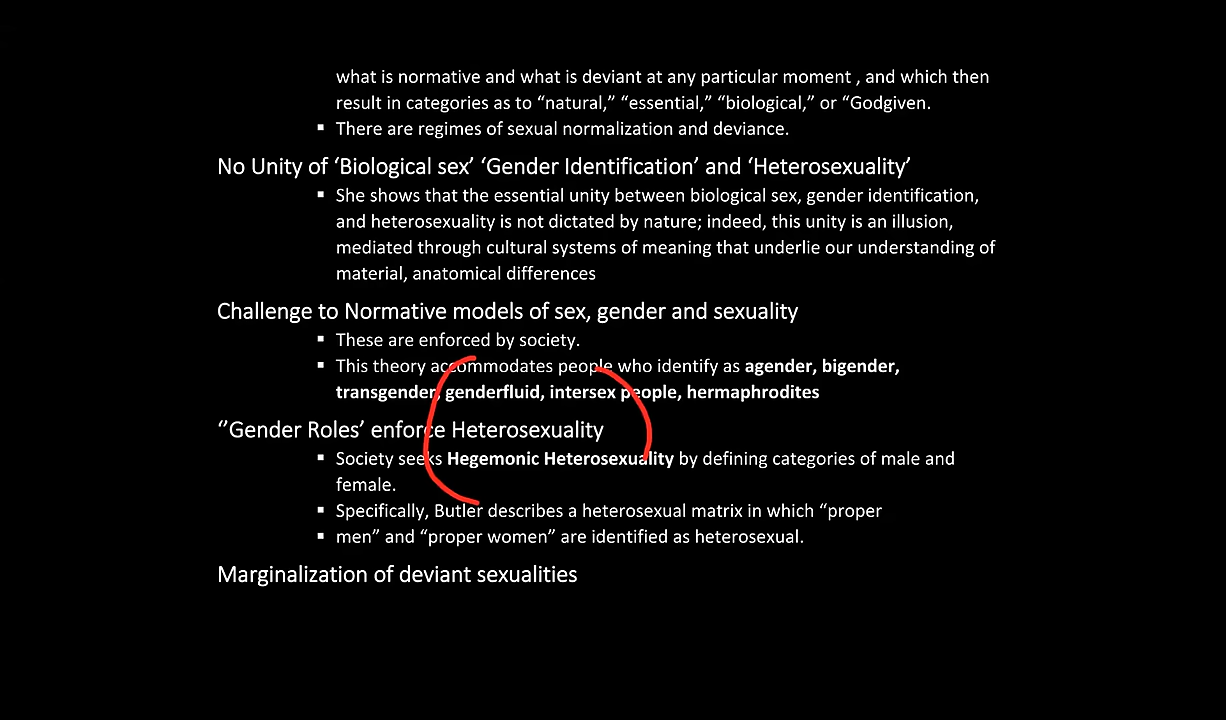 what is normative and what is deviant at any particular moment , and which then
result in categories as to “natural,” “essential,” “biological,” or “Godgiven.
▪ There are regimes of sexual normalization and deviance.
No Unity of ‘Biological sex’ ‘Gender Identification’ and ‘Heterosexuality’
▪ She shows that the essential unity between biological sex, gender identification,
and heterosexuality is not dictated by nature; indeed, this unity is an illusion,
mediated through cultural systems of meaning that underlie our understanding of
material, anatomical differences
Challenge to Normative models of sex, gender and sexuality
▪ These are enforced by society.
▪ This theory accommodates people who identify as agender, bigender,
transgender, genderfluid, intersex people, hermaphrodites
‘’Gender Roles’ enforce Heterosexuality
▪ Society seeks Hegemonic Heterosexuality by defining categories of male and
female.
▪ Specifically, Butler describes a heterosexual matrix in which “proper
▪ men” and “proper women” are identified as heterosexual.
Marginalization of deviant sexualities